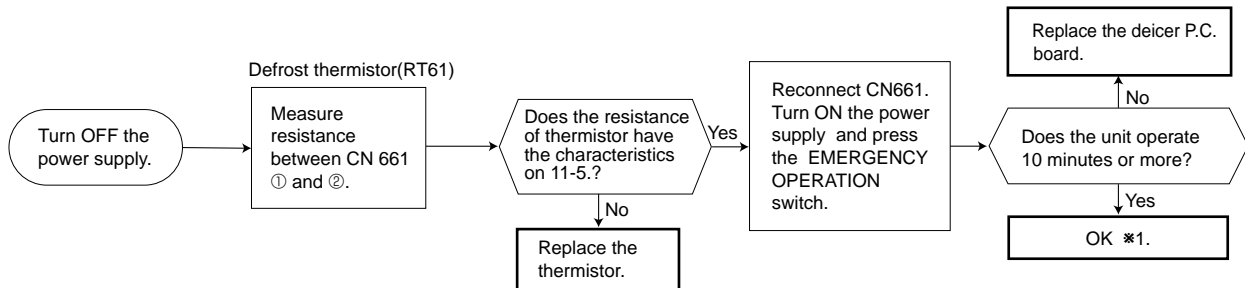 Turn OFF the
power supply.
Defrost thermistor(RT61)
Measure
resistance
between CN 661
① and ②.
Does the resistance
of thermistor have
the characteristics
on 11-5.?
Yes
No
Replace the
thermistor.
Reconnect CN661.
Turn ON the power
supply and press
the EMERGENCY
OPERATION
switch.
Does the unit operate
10 minutes or more?
No
Replace the deicer P.C.
board.
Yes
OK ※1.